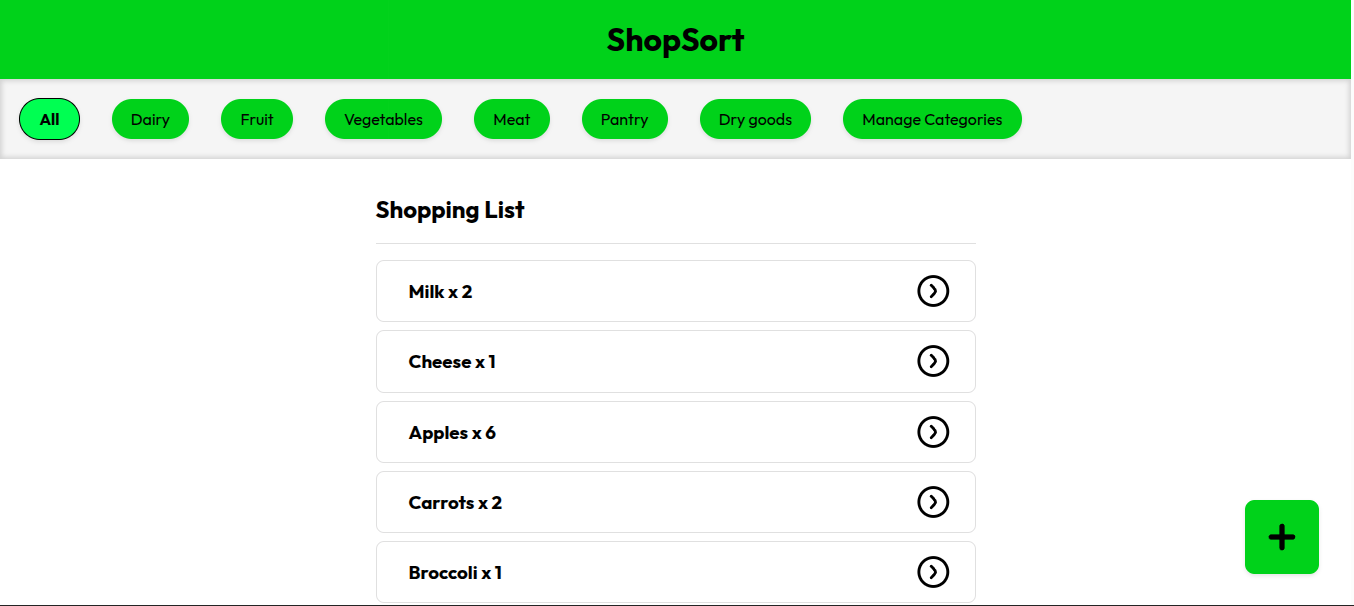 ShopSort
All Dairy Fruit Vegetables Meat Pantry Dry goods Manage Categories
Shopping List
Milk x 2
Cheese x 1
Apples x 6
Carrots x 2
Broccoli x 1